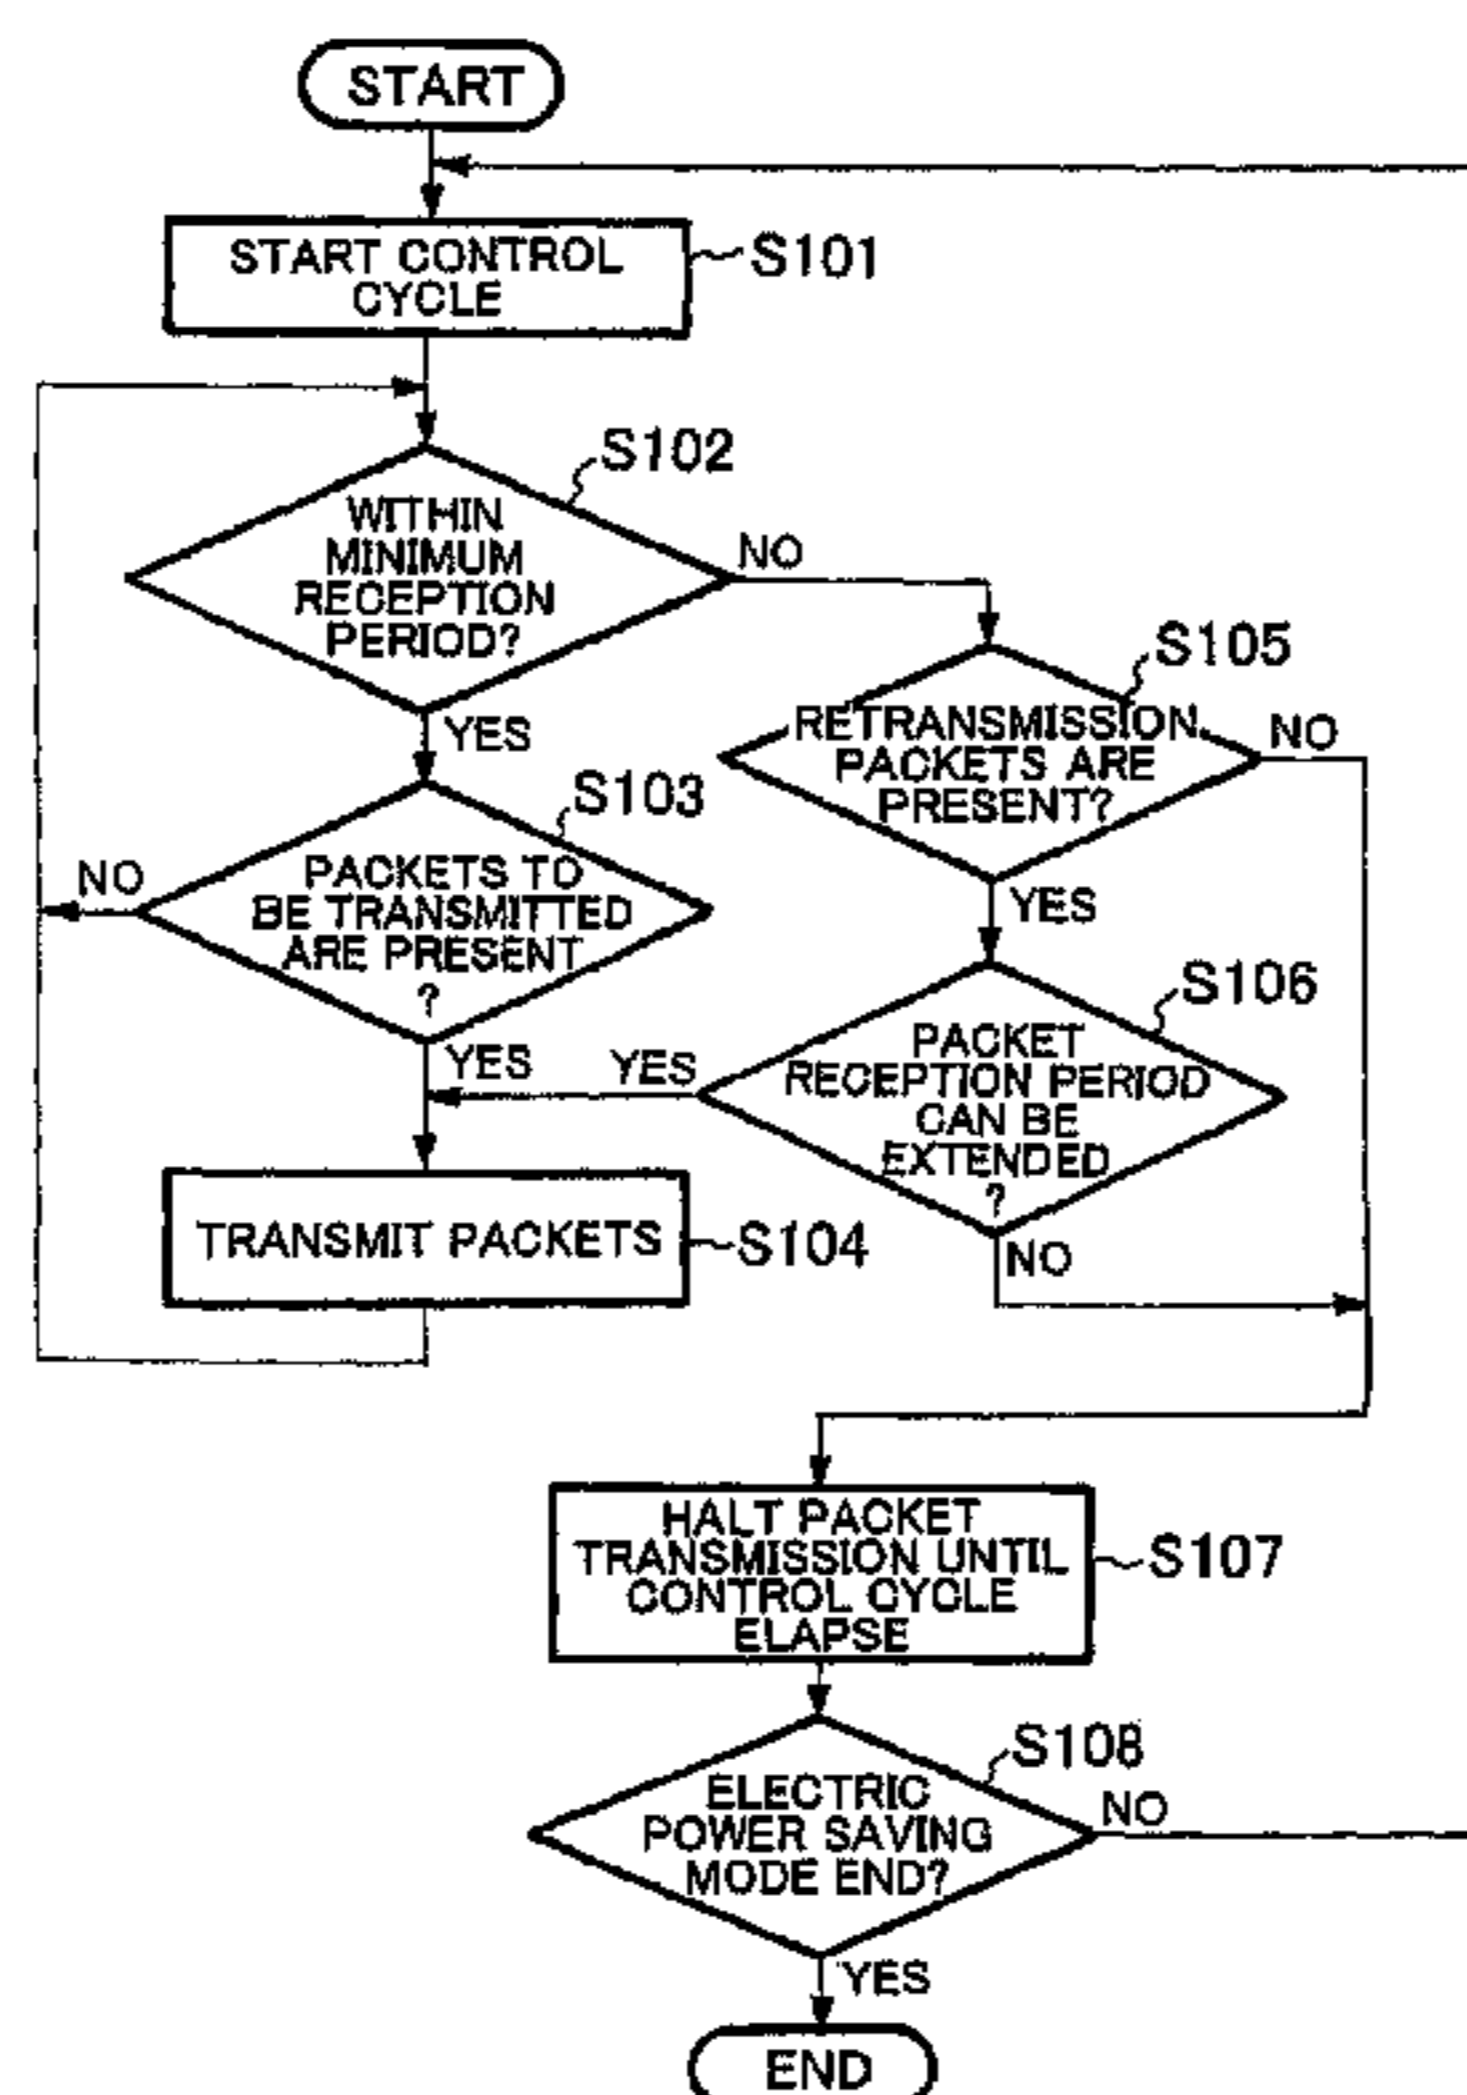 START
START CONTROL
CYCLE
S101
S102
WITHIN
MINIMUM
RECEPTION
PERIOD?
NO
YES
S105
RETRANSMISSION
PACKETS ARE
PRESENT?
NO
YES
S103
PACKETS TO
BE TRANSMITTED
ARE PRESENT
?
NO
YES
S106
PACKET
RECEPTION PERIOD
CAN BE
EXTENDED
?
YES
NO
TRANSMIT PACKETS
S104
HALT PACKET
TRANSMISSION UNTIL
CONTROL CYCLE
ELAPSE
S107
S108
ELECTRIC
POWER SAVING
MODE END?
NO
YES
END